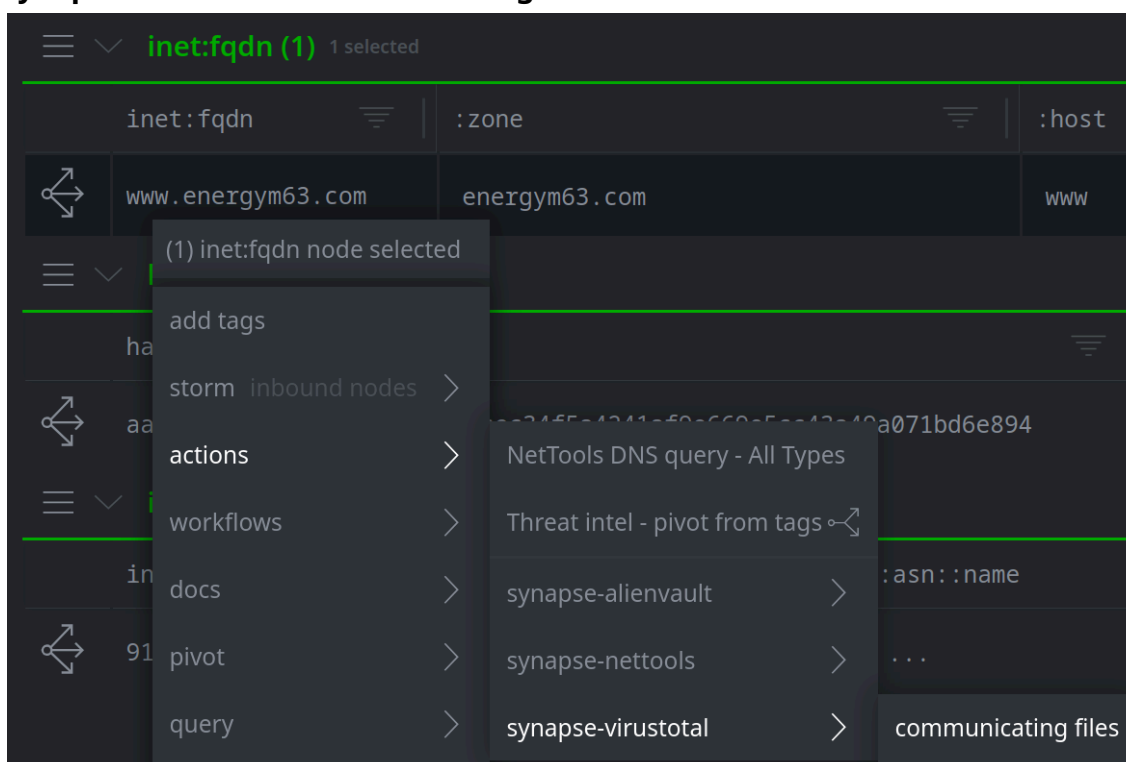 inet:fqdn (1) 1 selected
inet:fqdn :zone :host
www.energym63.com energym63.com www
(1) inet:fqdn node selected
add tags
storm inbound nodes
a071bd6e894
actions
NetTools DNS query - All Types
workflows
Threat intel - pivot from tags
:asn::name
docs
synapse-alienvault
91
pivot
synapse-nettools
...
query
synapse-virustotal
communicating files